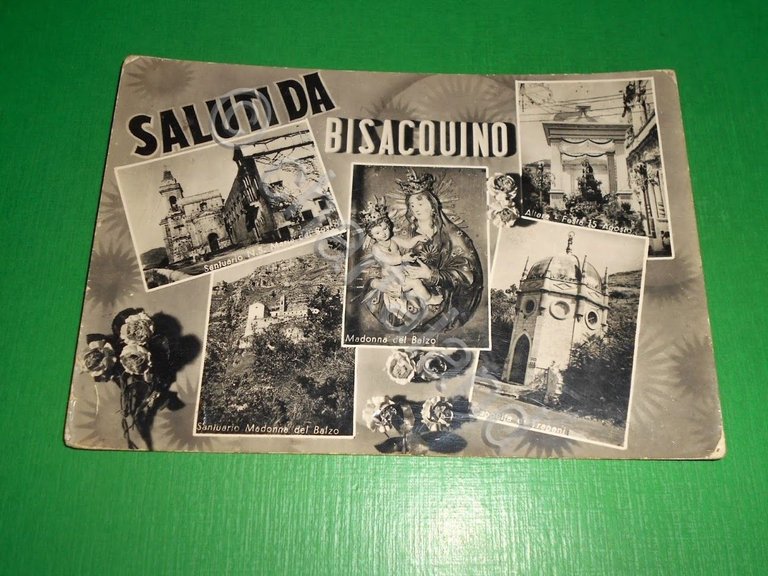 SALUTI DA
BISACQUINO
Altare e Festa 15 Agosto
Santuario
Madonna del Balzo
Santuario Madonna del Balzo